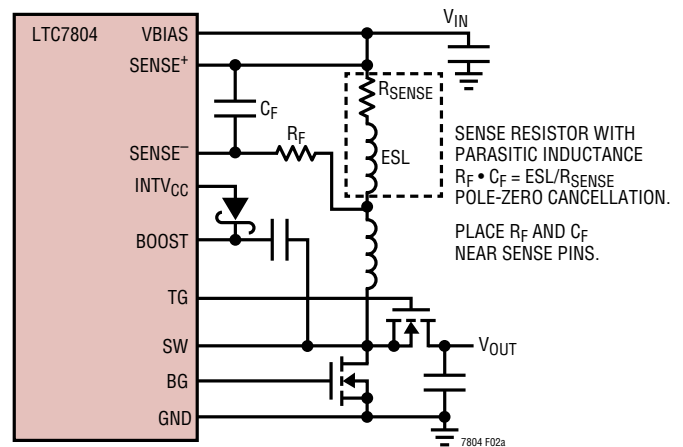 LTC7804
VBIAS
SENSE+
SENSE–
INTVCC
BOOST
TG
SW
BG
GND
VIN
RSENSE
CF
RF
ESL
SENSE RESISTOR WITH
PARASITIC INDUCTANCE
RF • CF = ESL/RSENSE
POLE-ZERO CANCELLATION.
PLACE RF AND CF
NEAR SENSE PINS.
VOUT
7804 F02a